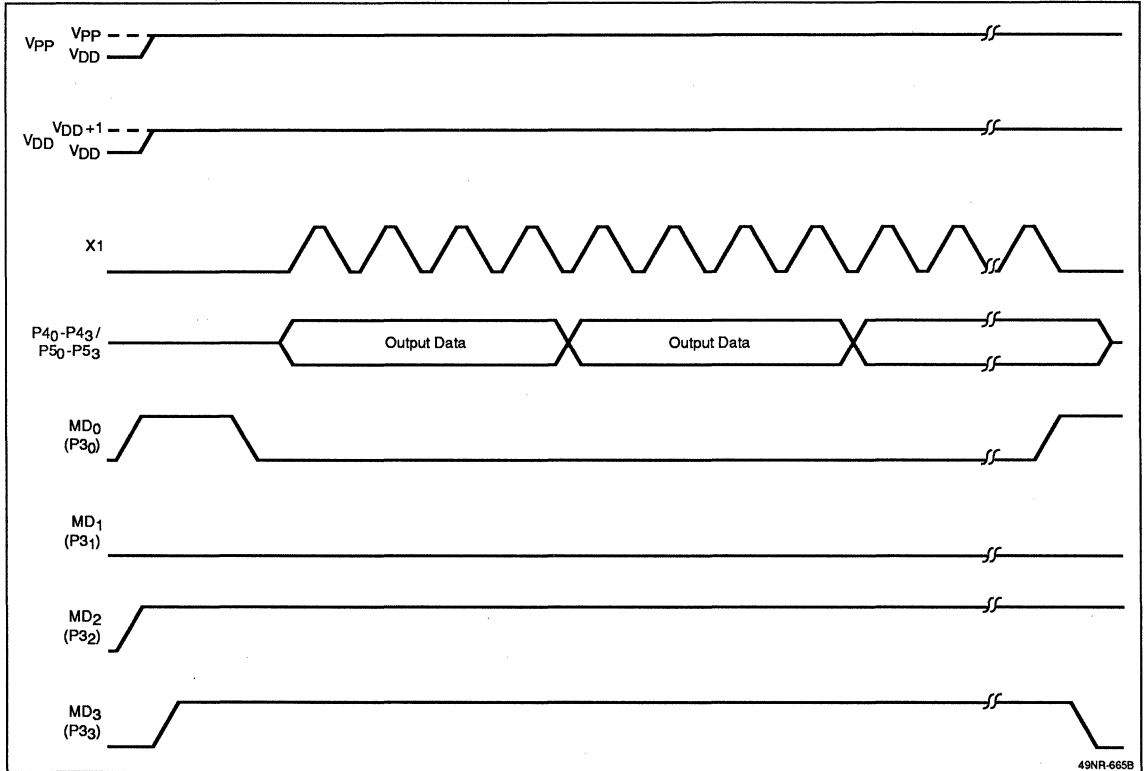 VPP
VPP
VDD
VDD
VDD+1
VDD
X1
P40-P43/
P50-P53
Output Data
Output Data
MD0
(P30)
MD1
(P31)
MD2
(P32)
MD3
(P33)
49NR-665B